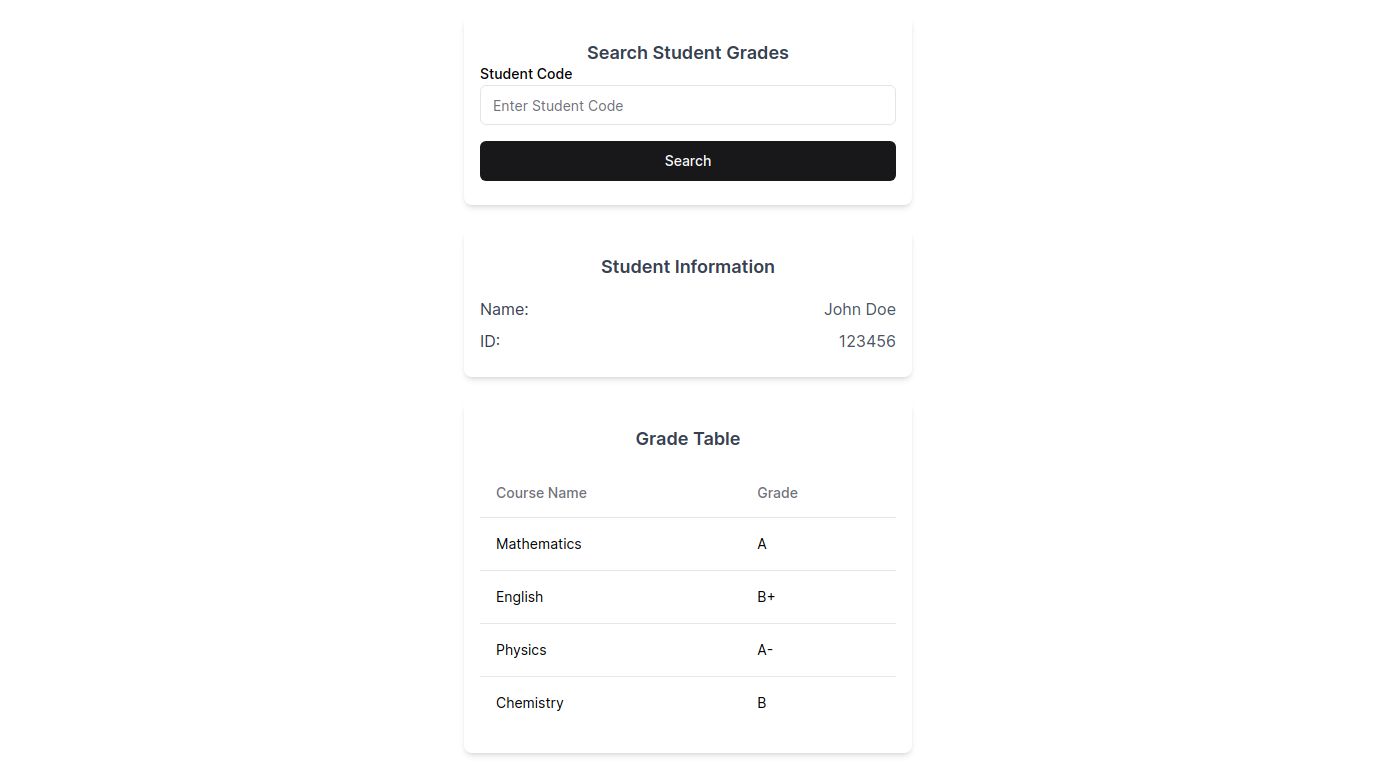 Search Student Grades
Student Code
Enter Student Code
Search
Student Information
Name: John Doe
ID: 123456
Grade Table
Course Name Grade
Mathematics A
English B+
Physics A-
Chemistry B